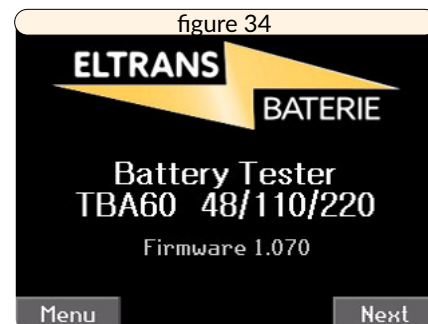 figure 34
ELTRANS
BATERIE
Battery Tester
TBA60 48/110/220
Firmware 1.070
Menu Next